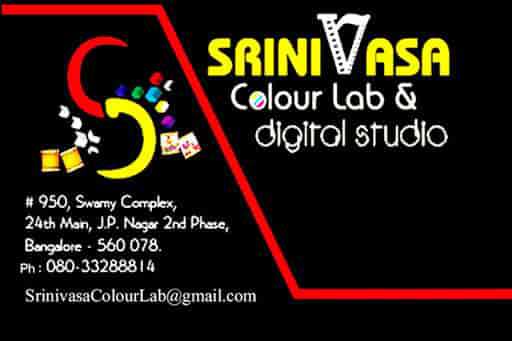 SRINIVASA
Colour Lab &
digital studio
# 950, Swamy Complex,
24th Main, J.P. Nagar 2nd Phase,
Bangalore - 560 078.
Ph : 080-33288814
SrinivasaColourLab@gmail.com